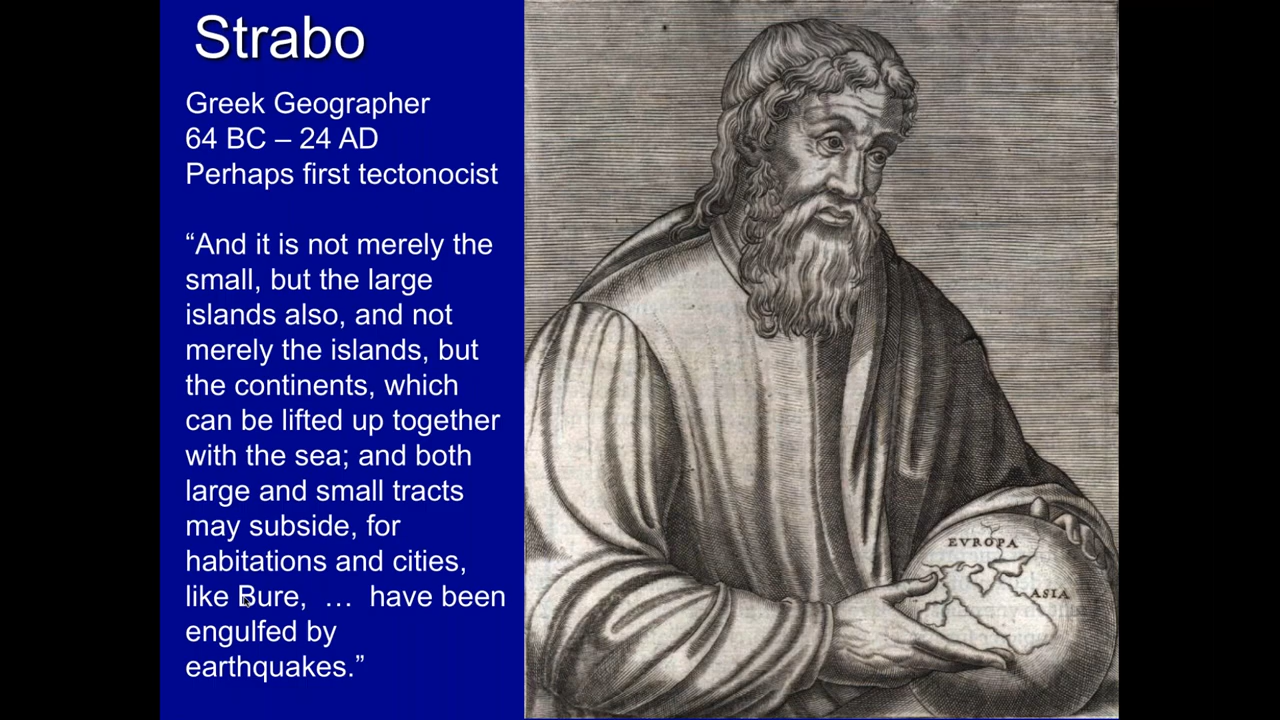 Strabo
Greek Geographer
64 BC – 24 AD
Perhaps first tectonocist
“And it is not merely the
small, but the large
islands also, and not
merely the islands, but
the continents, which
can be lifted up together
with the sea; and both
large and small tracts
may subside, for
habitations and cities,
like Bure, … have been
engulfed by
earthquakes.”
EVROPA
ASIA